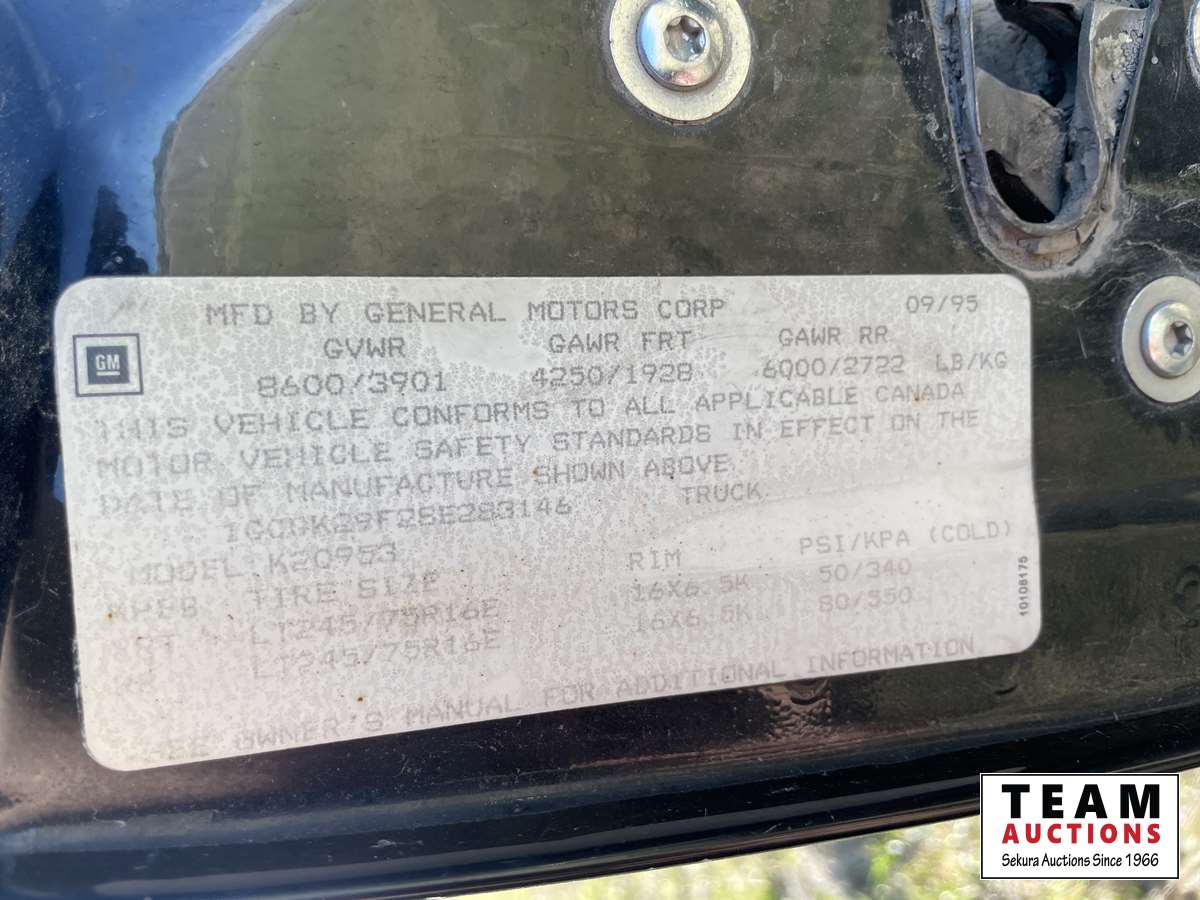 MFD BY GENERAL MOTORS CORP 09/95
GM
GVWR GAWR FRT GAWR RR
8600/3901 4250/1928 6000/2722 LB/KG
THIS VEHICLE CONFORMS TO ALL APPLICABLE CANADA
MOTOR VEHICLE SAFETY STANDARDS IN EFFECT ON THE
DATE OF MANUFACTURE SHOWN ABOVE
TRUCK
MODEL K20953
TIRE SIZE RIM PSI/KPA (COLD)
LT245/75R16E 16X6.5K 50/340
LT245/75R16E 16X6.5K 80/550
SEE OWNER'S MANUAL FOR ADDITIONAL INFORMATION
10106175
TEAM
AUCTIONS
Sekura Auctions Since 1966